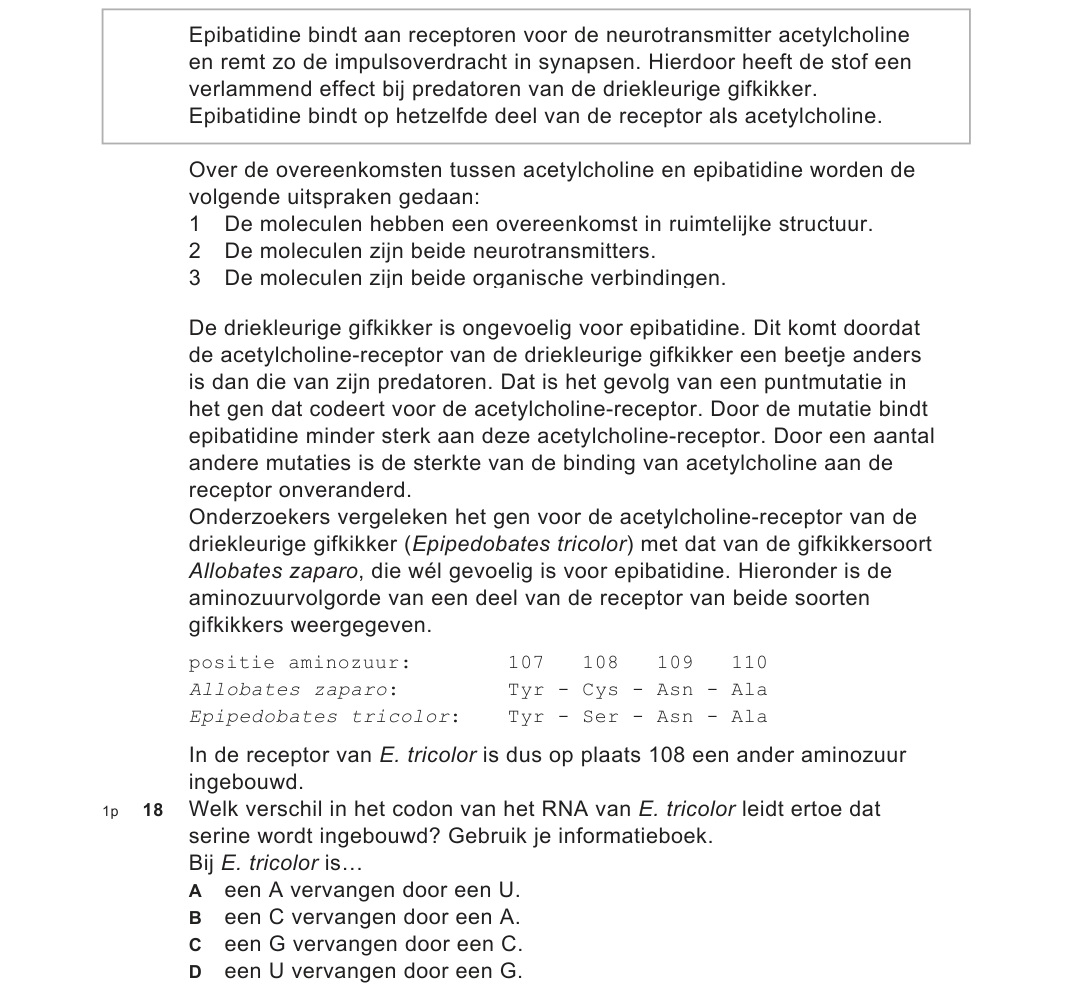 Epibatidine bindt aan receptoren voor de neurotransmitter acetylcholine
en remt zo de impulsoverdracht in synapsen. Hierdoor heeft de stof een
verlammend effect bij predatoren van de driekleurige gifkikker.
Epibatidine bindt op hetzelfde deel van de receptor als acetylcholine.
Over de overeenkomsten tussen acetylcholine en epibatidine worden de
volgende uitspraken gedaan:
1 De moleculen hebben een overeenkomst in ruimtelijke structuur.
2 De moleculen zijn beide neurotransmitters.
3 De moleculen zijn beide organische verbindingen.
De driekleurige gifkikker is ongevoelig voor epibatidine. Dit komt doordat
de acetylcholine-receptor van de driekleurige gifkikker een beetje anders
is dan die van zijn predatoren. Dat is het gevolg van een puntmutatie in
het gen dat codeert voor de acetylcholine-receptor. Door de mutatie bindt
epibatidine minder sterk aan deze acetylcholine-receptor. Door een aantal
andere mutaties is de sterkte van de binding van acetylcholine aan de
receptor onveranderd.
Onderzoekers vergeleken het gen voor de acetylcholine-receptor van de
driekleurige gifkikker (Epipedobates tricolor) met dat van de gifkikkersoort
Allobates zaparo, die wél gevoelig is voor epibatidine. Hieronder is de
aminozuurvolgorde van een deel van de receptor van beide soorten
gifkikkers weergegeven.
positie aminozuur: 107 108 109 110
Allobates zaparo: Tyr - Cys - Asn - Ala
Epipedobates tricolor: Tyr - Ser - Asn - Ala
In de receptor van E. tricolor is dus op plaats 108 een ander aminozuur
ingebouwd.
1p 18 Welk verschil in het codon van het RNA van E. tricolor leidt ertoe dat
serine wordt ingebouwd? Gebruik je informatieboek.
Bij E. tricolor is…
A een A vervangen door een U.
B een C vervangen door een A.
C een G vervangen door een C.
D een U vervangen door een G.